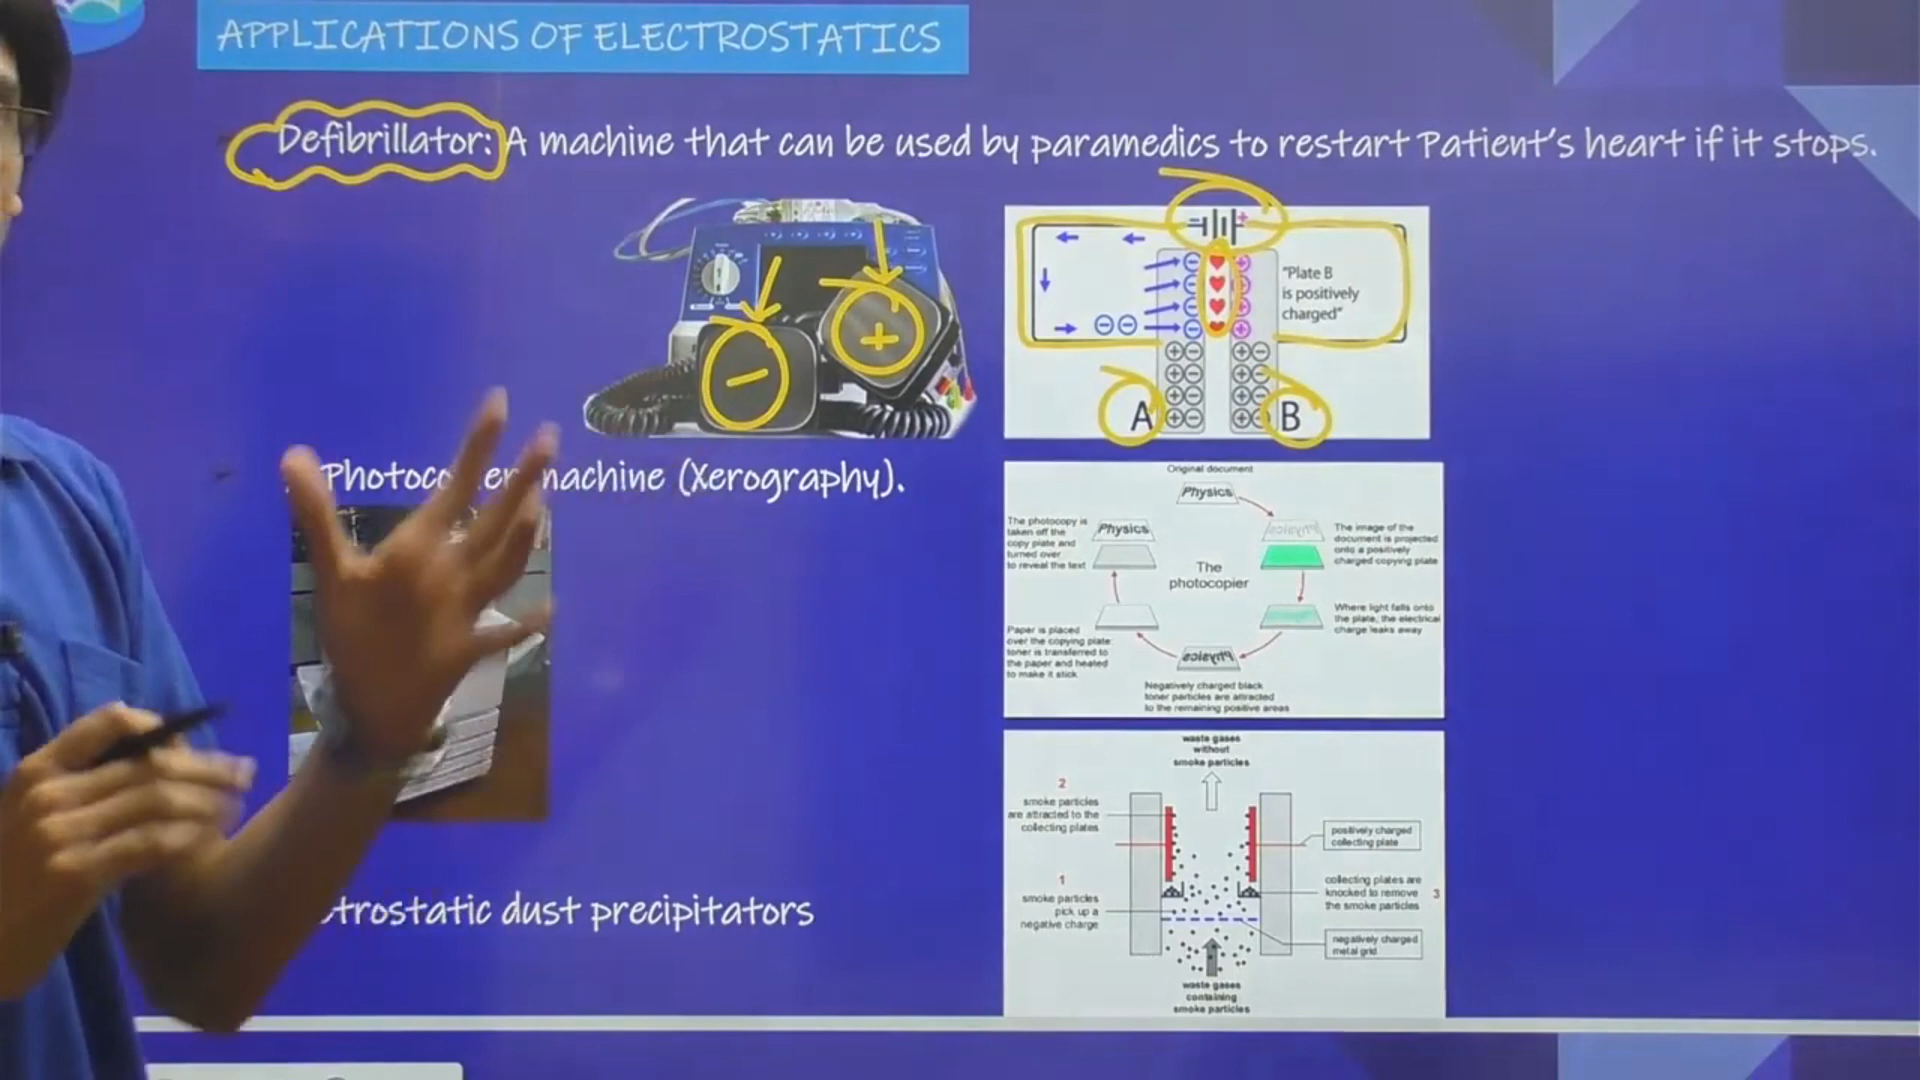 APPLICATIONS OF ELECTROSTATICS
Defibrillator: A machine that can be used by paramedics to restart Patient's heart if it stops.
- +
"Plate B
is positively
charged"
A B
machine (Xerography).
Original document
Physics
The photocopy is
taken off the
copy plate and
turned over
to reveal the text
Physics
Physics
The image of the
document is projected
onto a positively
charged copying plate
The
photocopier
Where light falls onto
the plate, the electrical
charge leaks away
Paper is placed
over the copying plate
toner is transferred to
the paper and heated
to make it stick
Physics
Negatively charged black
toner particles are attracted
to the remaining positive areas
waste gases
without
smoke particles
2
smoke particles
are attracted to the
collecting plates
positively charged
collecting plate
1
smoke particles
pick up a
negative charge
collecting plates are
knocked to remove 3
the smoke particles
negatively charged
metal grid
dust precipitators
waste gases
containing
smoke particles